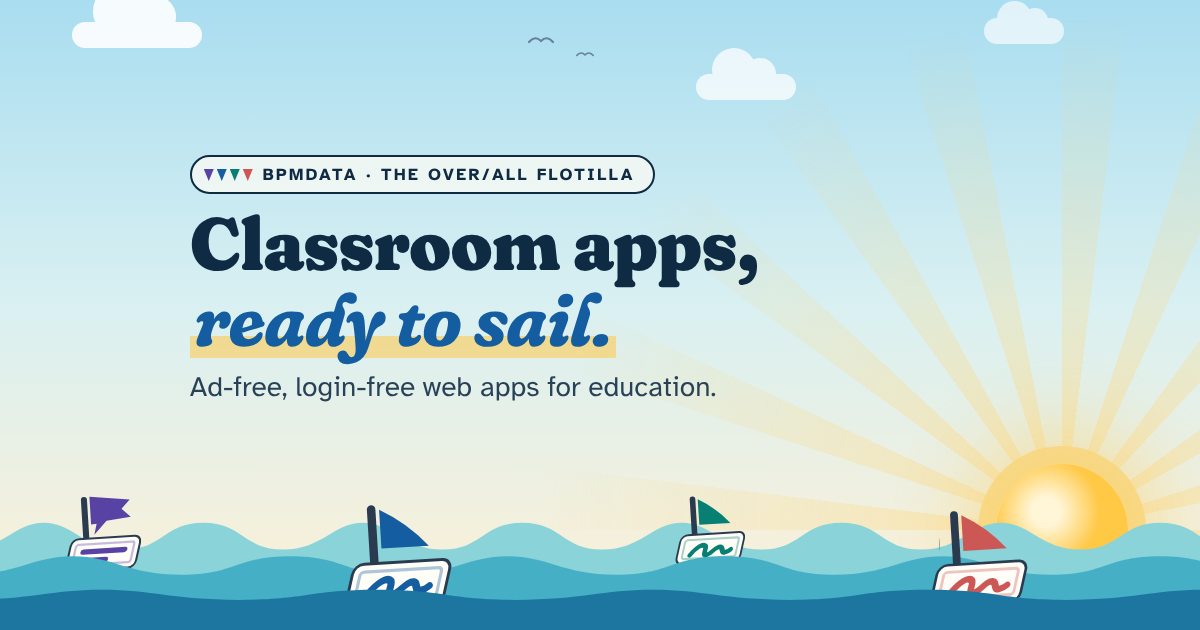 BPMDATA · THE OVER/ALL FLOTILLA
Classroom apps,
ready to sail.
Ad-free, login-free web apps for education.